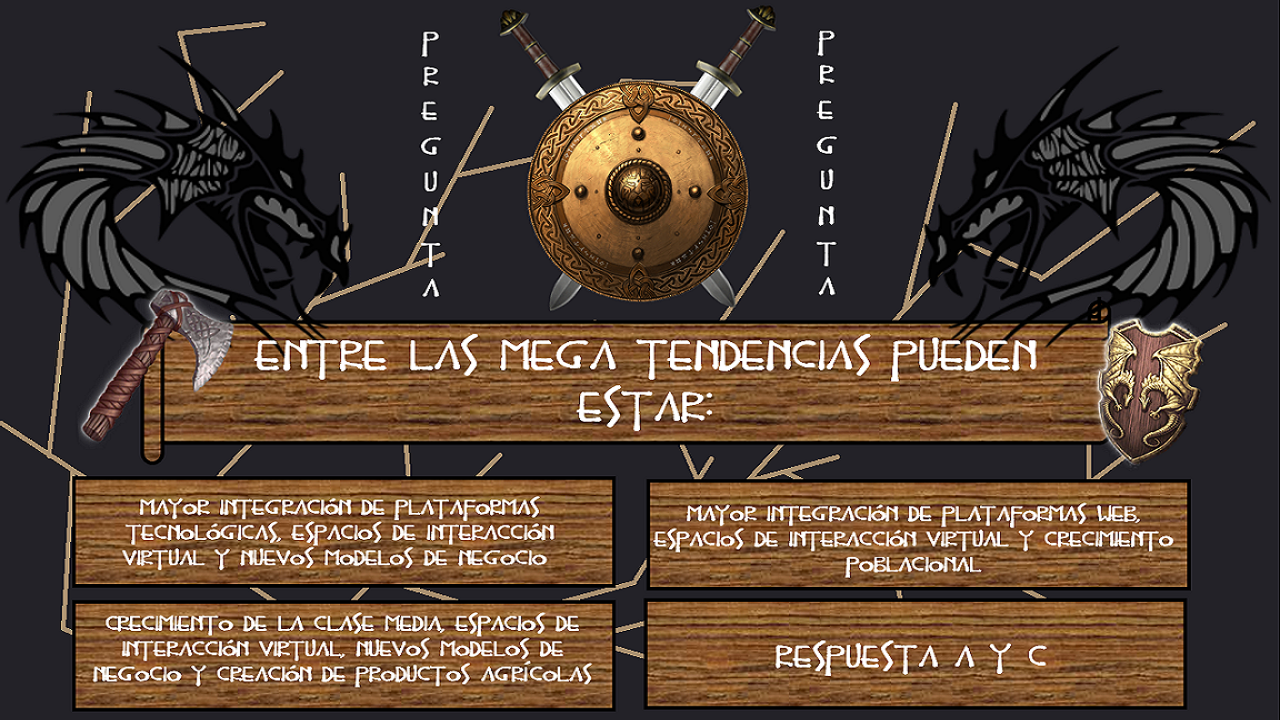 PREGUNTA
PREGUNTA
ENTRE LAS MEGA TENDENCIAS PUEDEN
ESTAR:
MAYOR INTEGRACIÓN DE PLATAFORMAS
TECNOLÓGICAS, ESPACIOS DE INTERACCIÓN
VIRTUAL Y NUEVOS MODELOS DE NEGOCIO
MAYOR INTEGRACIÓN DE PLATAFORMAS WEB,
ESPACIOS DE INTERACCIÓN VIRTUAL Y CRECIMIENTO
POBLACIONAL
CRECIMIENTO DE LA CLASE MEDIA, ESPACIOS DE
INTERACCIÓN VIRTUAL, NUEVOS MODELOS DE
NEGOCIO Y CREACIÓN DE PRODUCTOS AGRÍCOLAS
RESPUESTA A Y C